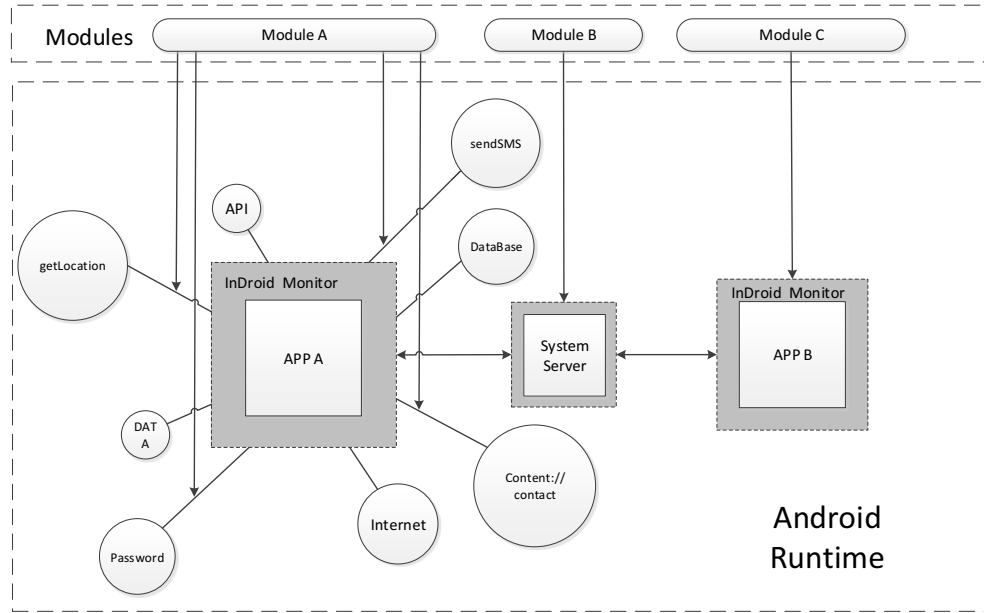 Modules
Module A
Module B
Module C
sendSMS
API
getLocation
DataBase
InDroid Monitor
InDroid Monitor
APP A
System
Server
APP B
DAT
A
Content://
contact
Internet
Password
Android
Runtime